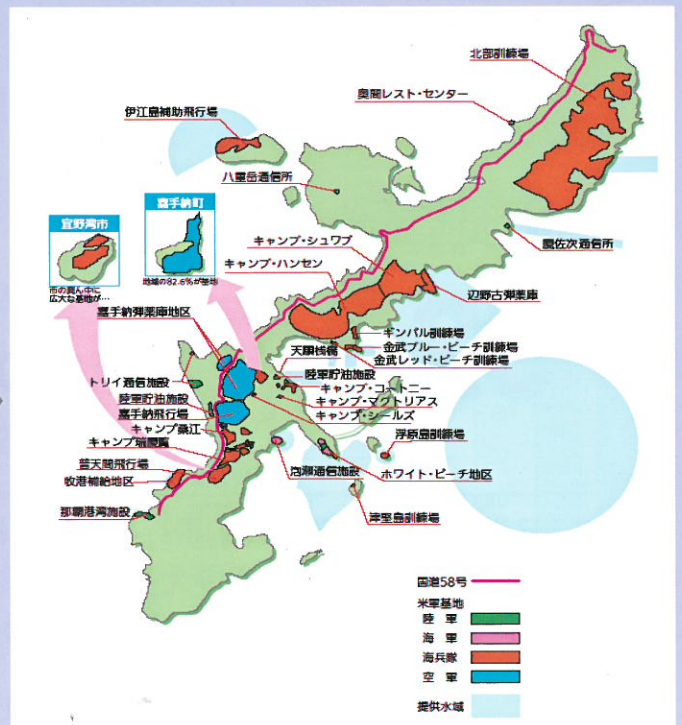 北部訓練場
奥間レスト・センター
伊江島補助飛行場
八重岳通信所
嘉手納町
宜野湾市
慶佐次通信所
キャンプ・シュワブ
キャンプ・ハンセン
地域の82.6%が基地
市の真ん中に
広大な基地が…
辺野古弾薬庫
嘉手納弾薬庫地区
ギンバル訓練場
天願桟橋
金武ブルー・ビーチ訓練場
金武レッド・ビーチ訓練場
トリイ通信施設
陸軍貯油施設
キャンプ・コートニー
陸軍貯油施設
キャンプ・マクトリアス
嘉手納飛行場
キャンプ・シールズ
キャンプ桑江
浮原島訓練場
キャンプ瑞慶覧
普天間飛行場
泡瀬通信施設
ホワイト・ビーチ地区
牧港補給地区
那覇港湾施設
津堅島訓練場
国道58号
米軍基地
陸 軍
海 軍
海兵隊
空 軍
提供水域